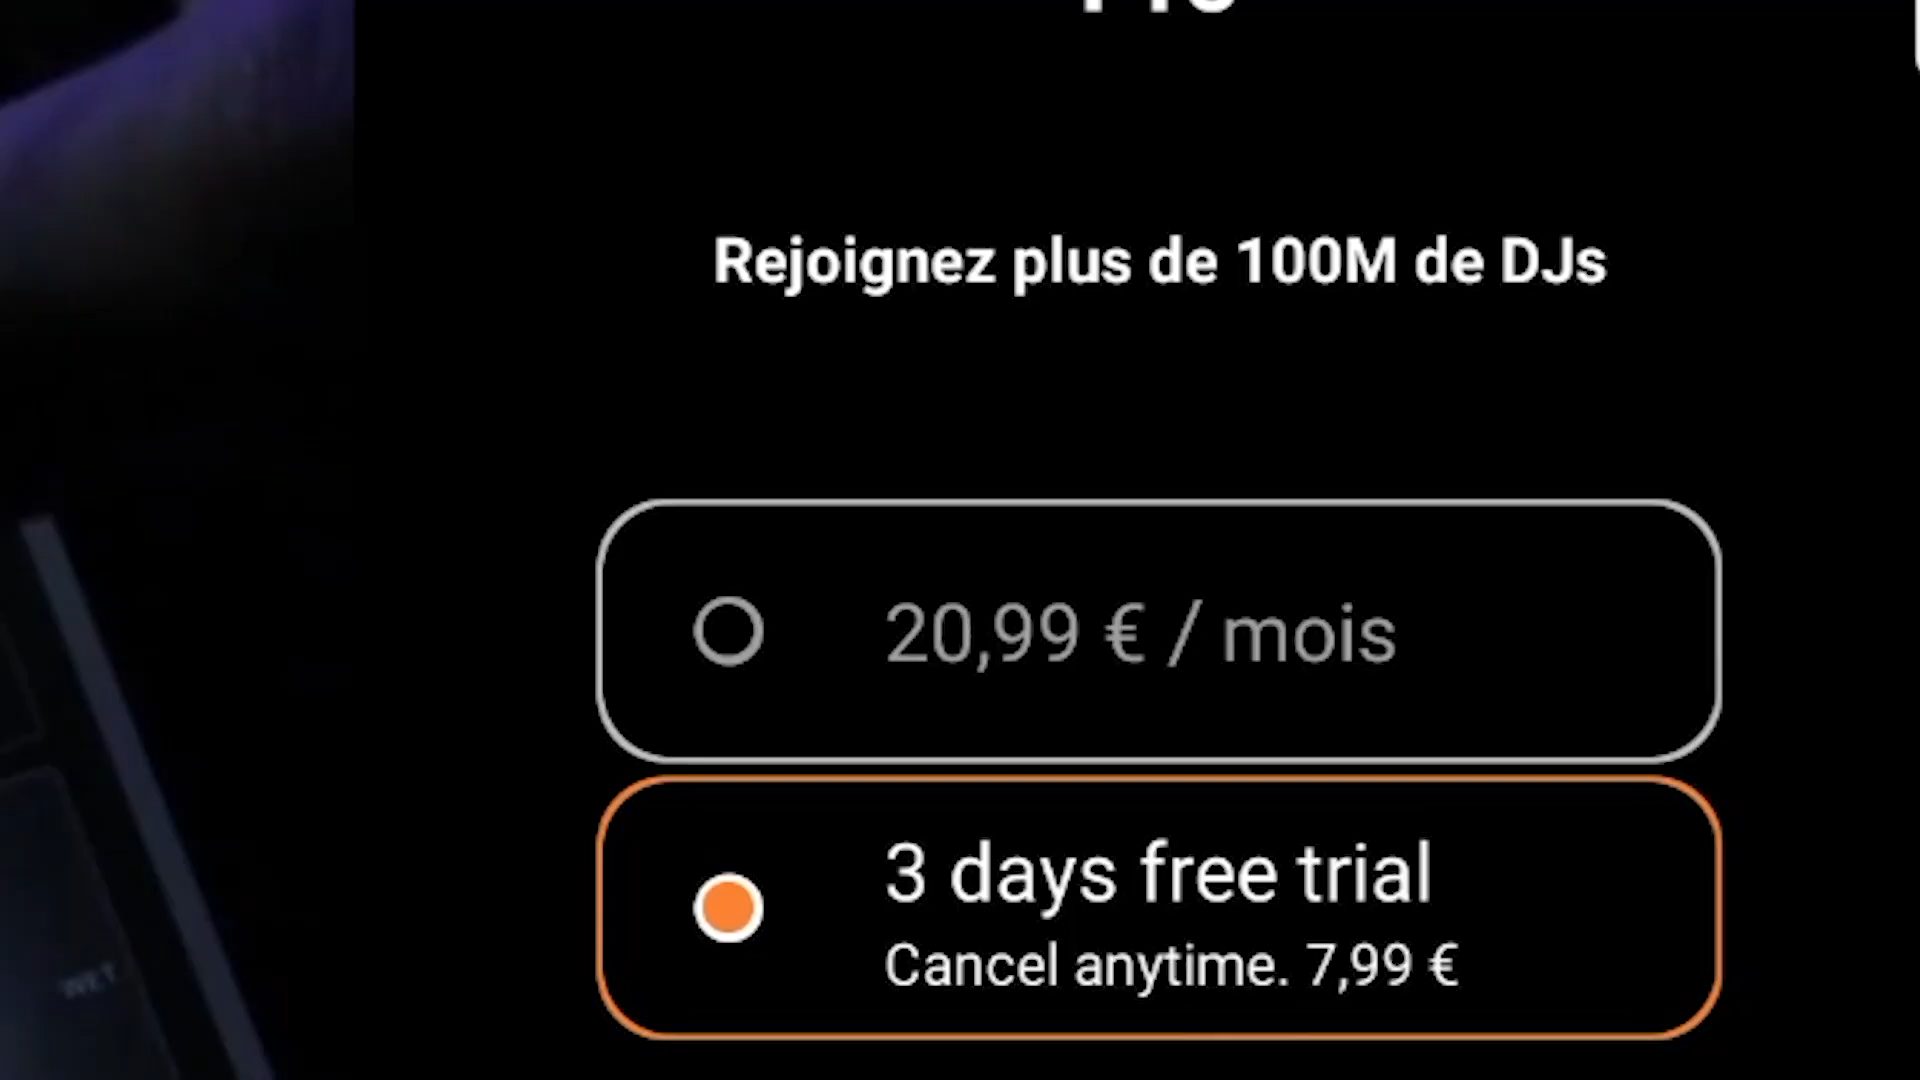 Rejoignez plus de 100M de DJs
20,99 € / mois
3 days free trial
Cancel anytime. 7,99 €